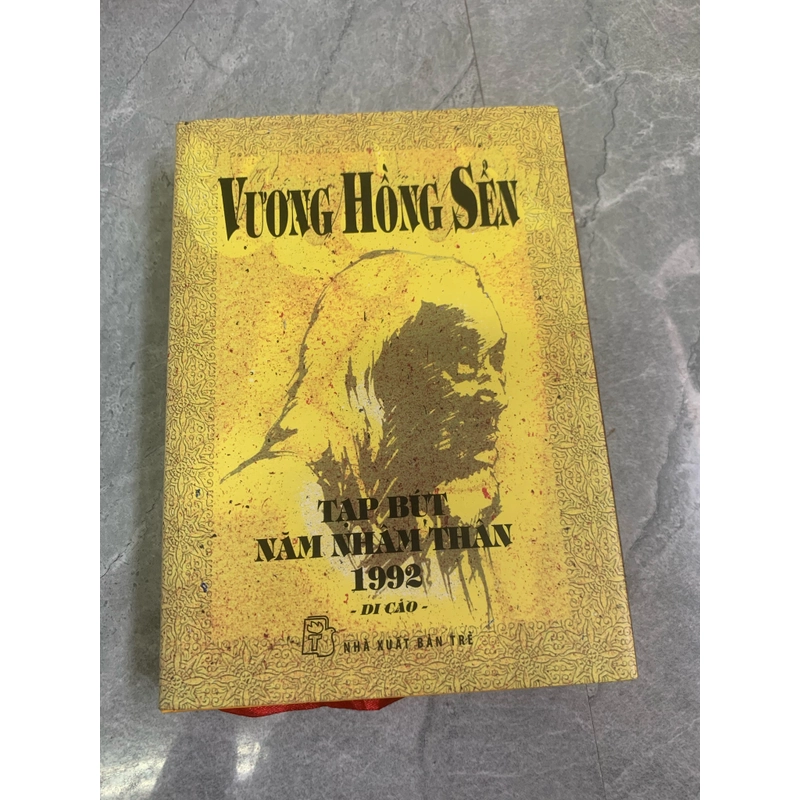 VƯƠNG HỒNG SỂN
TẠP BÚT
NĂM NHÂM THÂN
1992
- DI CẢO -
NHÀ XUẤT BẢN TRẺ